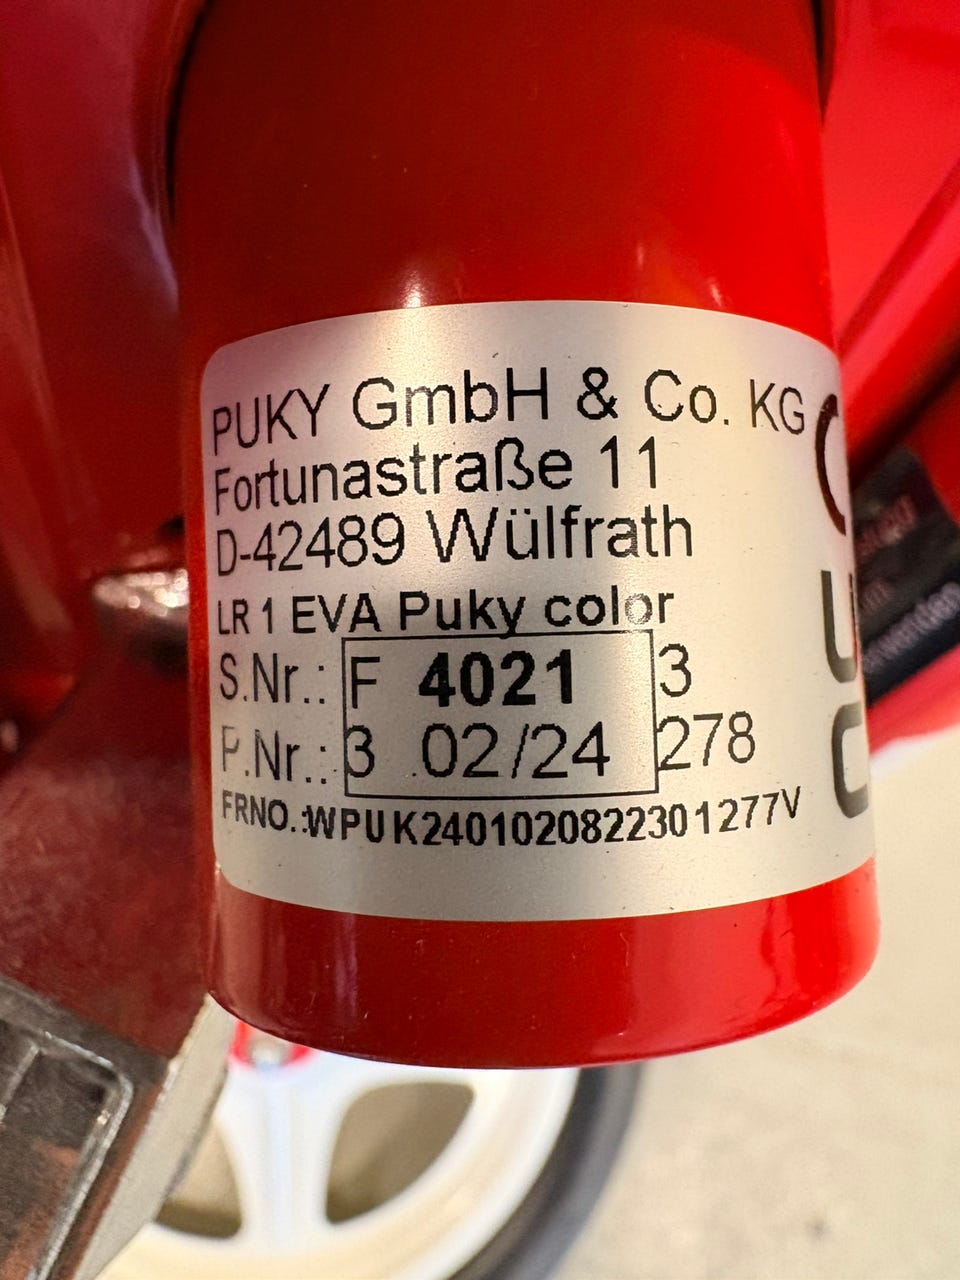 PUKY GmbH & Co. KG
Fortunastraße 11
D-42489 Wülfrath
LR 1 EVA Puky color
S.Nr.: F 4021 3
P.Nr.: 3 02/24 278
FRNO.:WPUK2401020822301277V